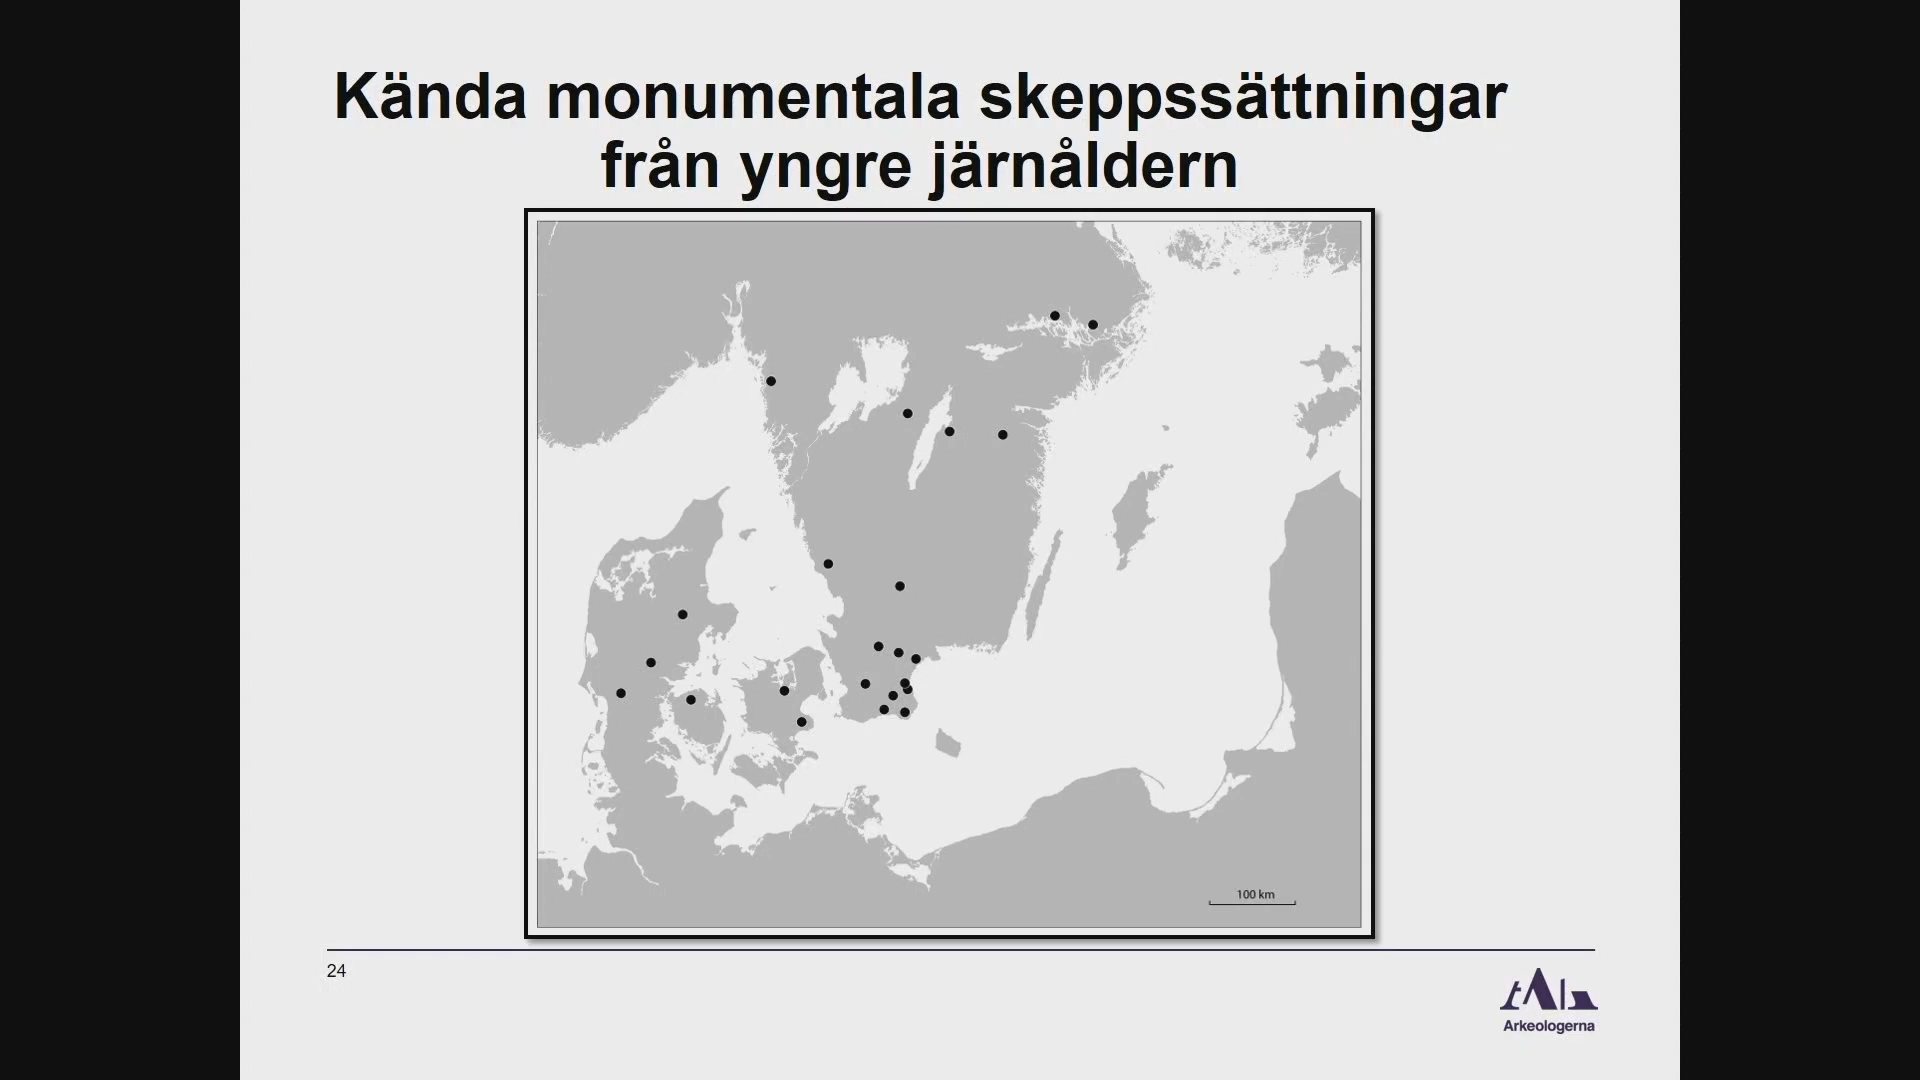 Kända monumentala skeppssättningar
från yngre järnåldern
100 km
24
Arkeologerna